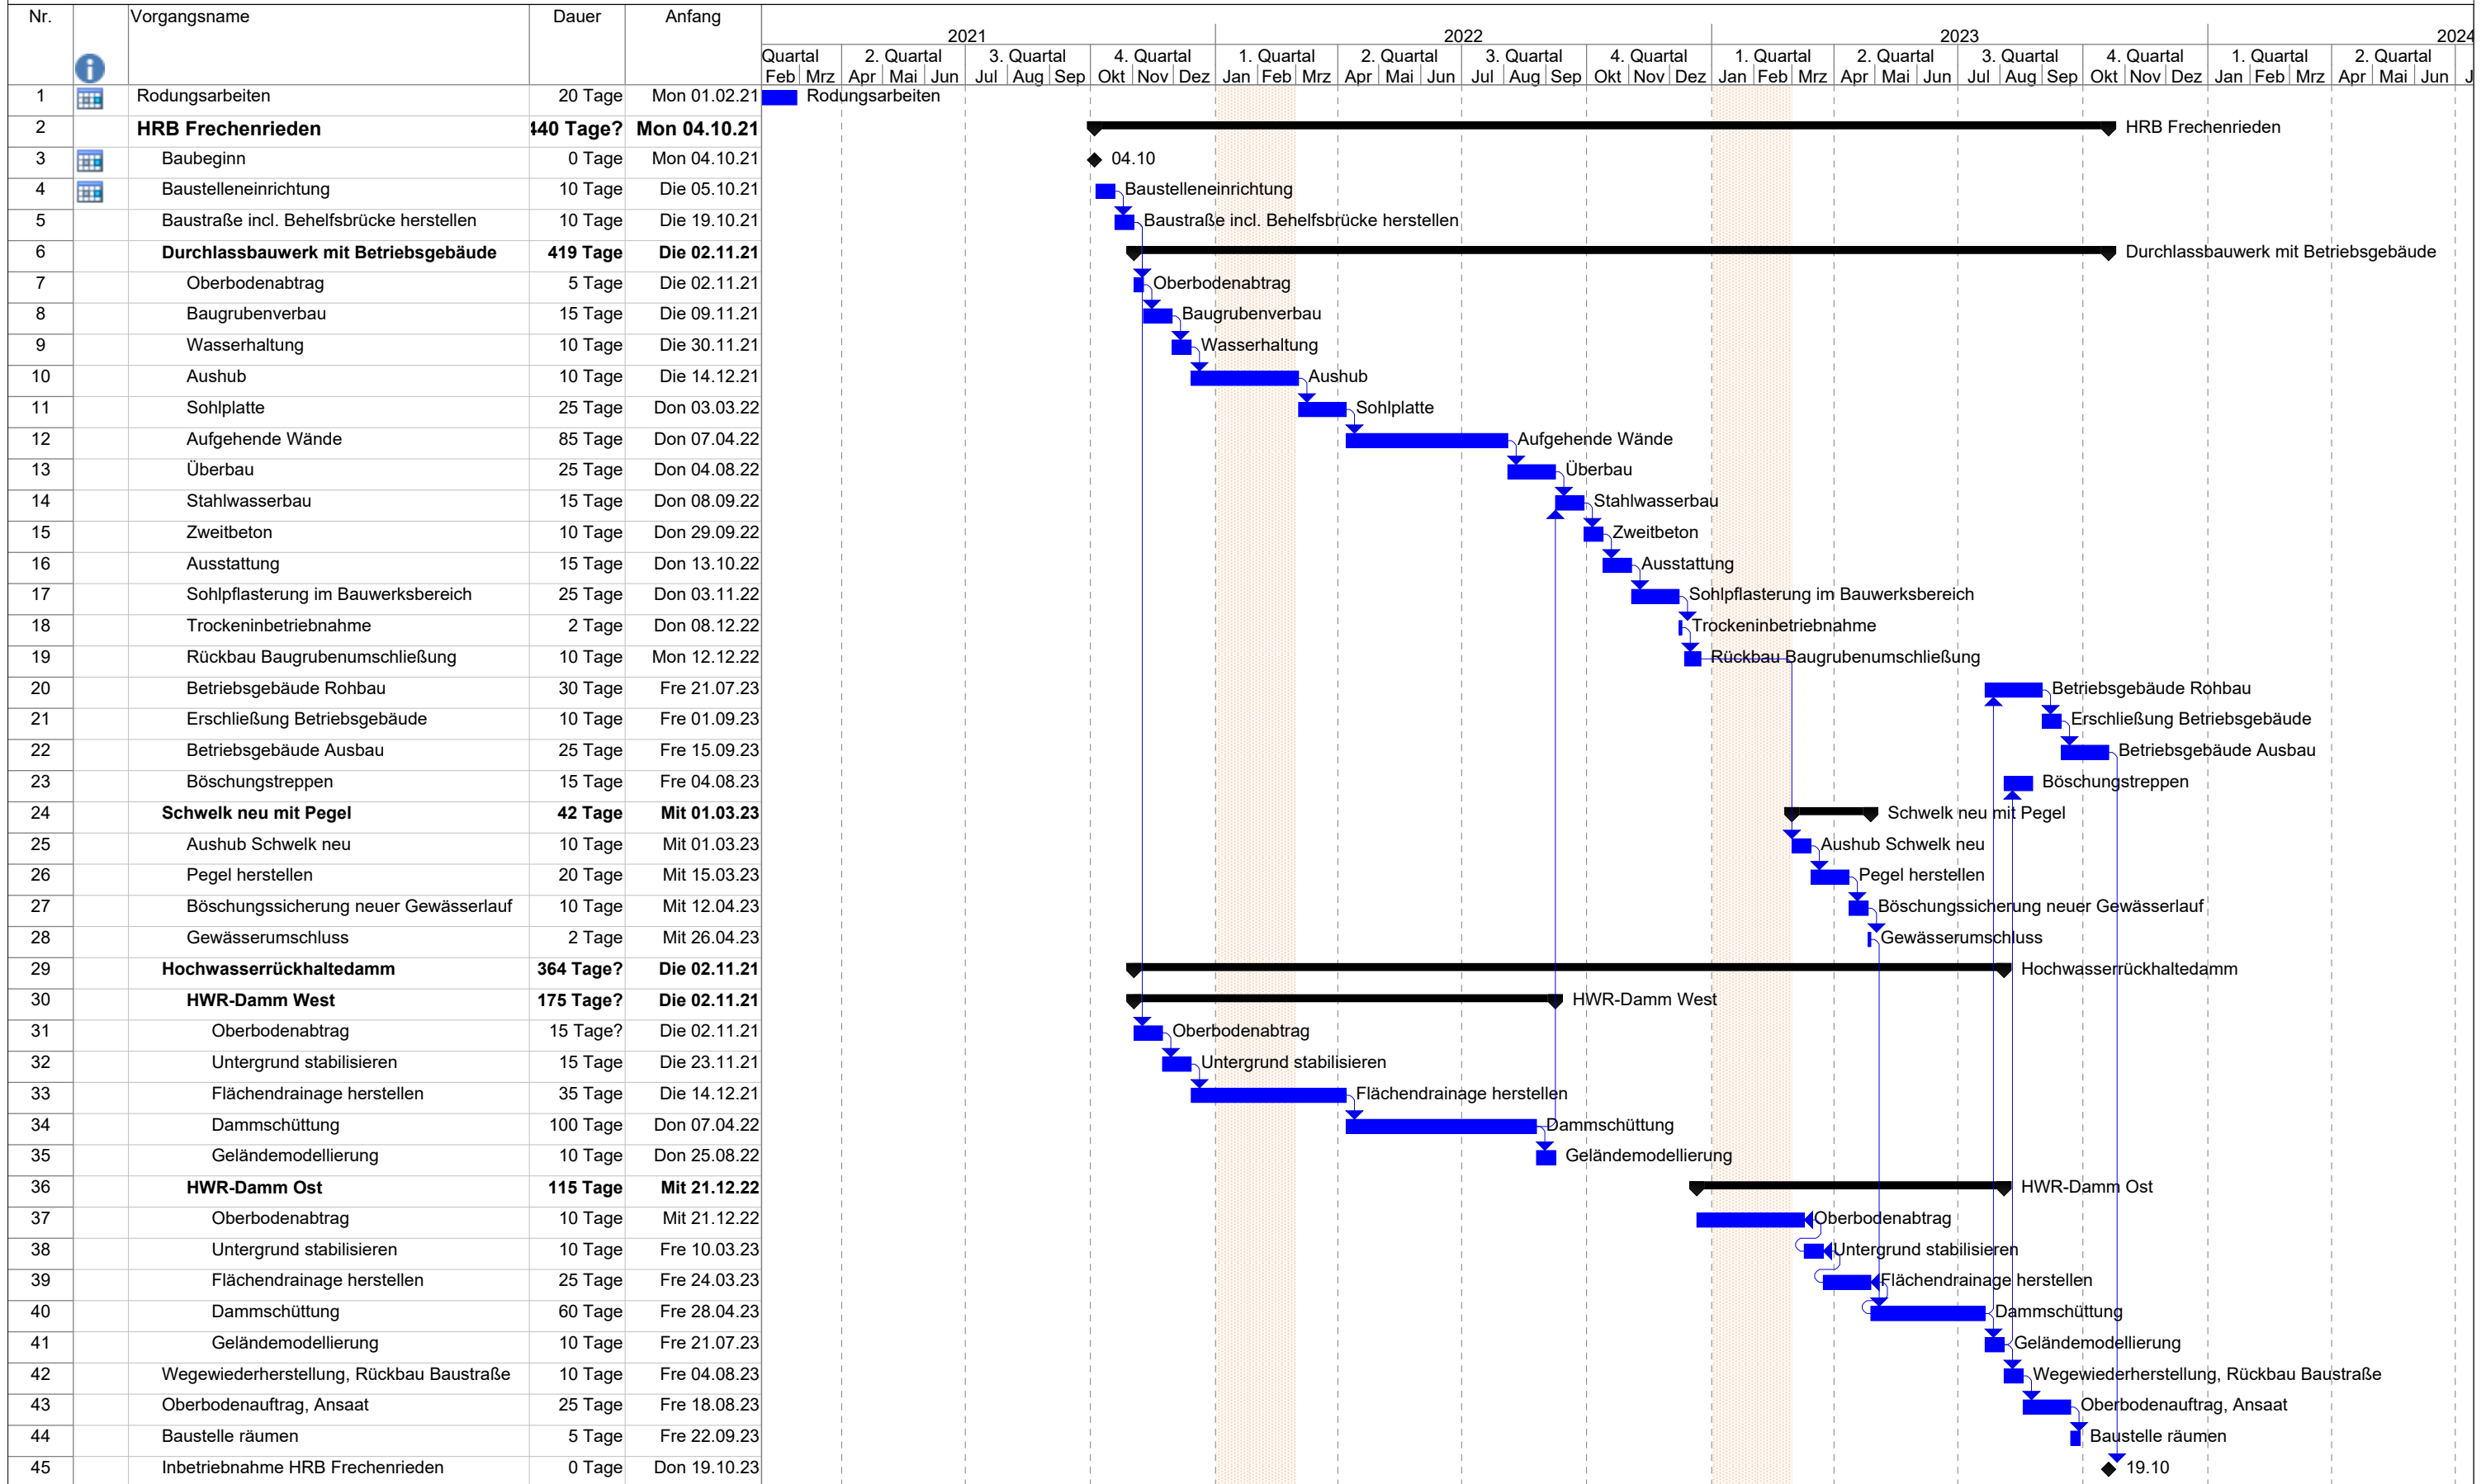 Nr. Vorgangsname Dauer Anfang
2021 2022 2023 2024
Quartal 2. Quartal 3. Quartal 4. Quartal 1. Quartal 2. Quartal 3. Quartal 4. Quartal 1. Quartal 2. Quartal 3. Quartal 4. Quartal 1. Quartal 2. Quartal
Feb Mrz Apr Mai Jun Jul Aug Sep Okt Nov Dez Jan Feb Mrz Apr Mai Jun Jul Aug Sep Okt Nov Dez Jan Feb Mrz Apr Mai Jun Jul Aug Sep Okt Nov Dez Jan Feb Mrz Apr Mai Jun J
1 Rodungsarbeiten 20 Tage Mon 01.02.21 Rodungsarbeiten
2 HRB Frechenrieden 440 Tage? Mon 04.10.21 HRB Frechenrieden
3 Baubeginn 0 Tage Mon 04.10.21 04.10
4 Baustelleneinrichtung 10 Tage Die 05.10.21 Baustelleneinrichtung
5 Baustraße incl. Behelfsbrücke herstellen 10 Tage Die 19.10.21 Baustraße incl. Behelfsbrücke herstellen
6 Durchlassbauwerk mit Betriebsgebäude 419 Tage Die 02.11.21 Durchlassbauwerk mit Betriebsgebäude
7 Oberbodenabtrag 5 Tage Die 02.11.21 Oberbodenabtrag
8 Baugrubenverbau 15 Tage Die 09.11.21 Baugrubenverbau
9 Wasserhaltung 10 Tage Die 30.11.21 Wasserhaltung
10 Aushub 10 Tage Die 14.12.21 Aushub
11 Sohlplatte 25 Tage Don 03.03.22 Sohlplatte
12 Aufgehende Wände 85 Tage Don 07.04.22 Aufgehende Wände
13 Überbau 25 Tage Don 04.08.22 Überbau
14 Stahlwasserbau 15 Tage Don 08.09.22 Stahlwasserbau
15 Zweitbeton 10 Tage Don 29.09.22 Zweitbeton
16 Ausstattung 15 Tage Don 13.10.22 Ausstattung
17 Sohlpflasterung im Bauwerksbereich 25 Tage Don 03.11.22 Sohlpflasterung im Bauwerksbereich
18 Trockeninbetriebnahme 2 Tage Don 08.12.22 Trockeninbetriebnahme
19 Rückbau Baugrubenumschließung 10 Tage Mon 12.12.22 Rückbau Baugrubenumschließung
20 Betriebsgebäude Rohbau 30 Tage Fre 21.07.23 Betriebsgebäude Rohbau
21 Erschließung Betriebsgebäude 10 Tage Fre 01.09.23 Erschließung Betriebsgebäude
22 Betriebsgebäude Ausbau 25 Tage Fre 15.09.23 Betriebsgebäude Ausbau
23 Böschungstreppen 15 Tage Fre 04.08.23 Böschungstreppen
24 Schwelk neu mit Pegel 42 Tage Mit 01.03.23 Schwelk neu mit Pegel
25 Aushub Schwelk neu 10 Tage Mit 01.03.23 Aushub Schwelk neu
26 Pegel herstellen 20 Tage Mit 15.03.23 Pegel herstellen
27 Böschungssicherung neuer Gewässerlauf 10 Tage Mit 12.04.23 Böschungssicherung neuer Gewässerlauf
28 Gewässerumschluss 2 Tage Mit 26.04.23 Gewässerumschluss
29 Hochwasserrückhaltedamm 364 Tage? Die 02.11.21 Hochwasserrückhaltedamm
30 HWR-Damm West 175 Tage? Die 02.11.21 HWR-Damm West
31 Oberbodenabtrag 15 Tage? Die 02.11.21 Oberbodenabtrag
32 Untergrund stabilisieren 15 Tage Die 23.11.21 Untergrund stabilisieren
33 Flächendrainage herstellen 35 Tage Die 14.12.21 Flächendrainage herstellen
34 Dammschüttung 100 Tage Don 07.04.22 Dammschüttung
35 Geländemodellierung 10 Tage Don 25.08.22 Geländemodellierung
36 HWR-Damm Ost 115 Tage Mit 21.12.22 HWR-Damm Ost
37 Oberbodenabtrag 10 Tage Mit 21.12.22 Oberbodenabtrag
38 Untergrund stabilisieren 10 Tage Fre 10.03.23 Untergrund stabilisieren
39 Flächendrainage herstellen 25 Tage Fre 24.03.23 Flächendrainage herstellen
40 Dammschüttung 60 Tage Fre 28.04.23 Dammschüttung
41 Geländemodellierung 10 Tage Fre 21.07.23 Geländemodellierung
42 Wegewiederherstellung, Rückbau Baustraße 10 Tage Fre 04.08.23 Wegewiederherstellung, Rückbau Baustraße
43 Oberbodenauftrag, Ansaat 25 Tage Fre 18.08.23 Oberbodenauftrag, Ansaat
44 Baustelle räumen 5 Tage Fre 22.09.23 Baustelle räumen
45 Inbetriebnahme HRB Frechenrieden 0 Tage Don 19.10.23 19.10